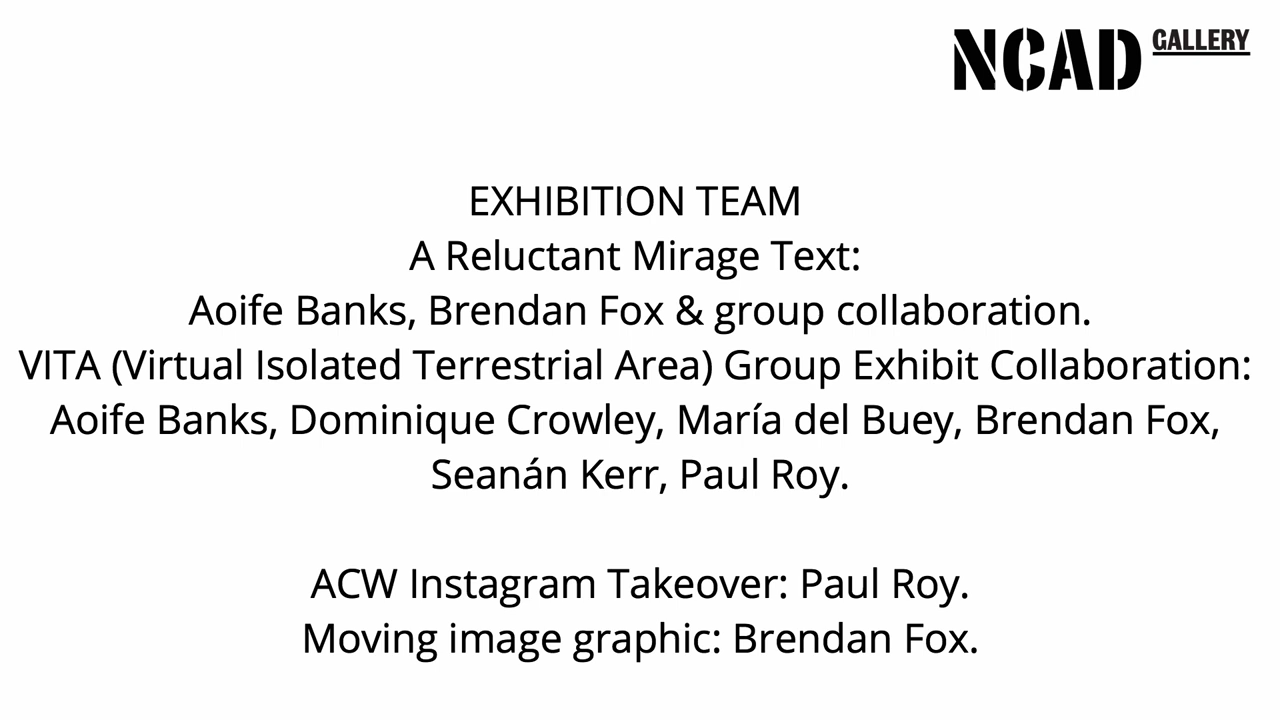 NCAD GALLERY
EXHIBITION TEAM
A Reluctant Mirage Text:
Aoife Banks, Brendan Fox & group collaboration.
VITA (Virtual Isolated Terrestrial Area) Group Exhibit Collaboration:
Aoife Banks, Dominique Crowley, María del Buey, Brendan Fox,
Seanán Kerr, Paul Roy.
ACW Instagram Takeover: Paul Roy.
Moving image graphic: Brendan Fox.